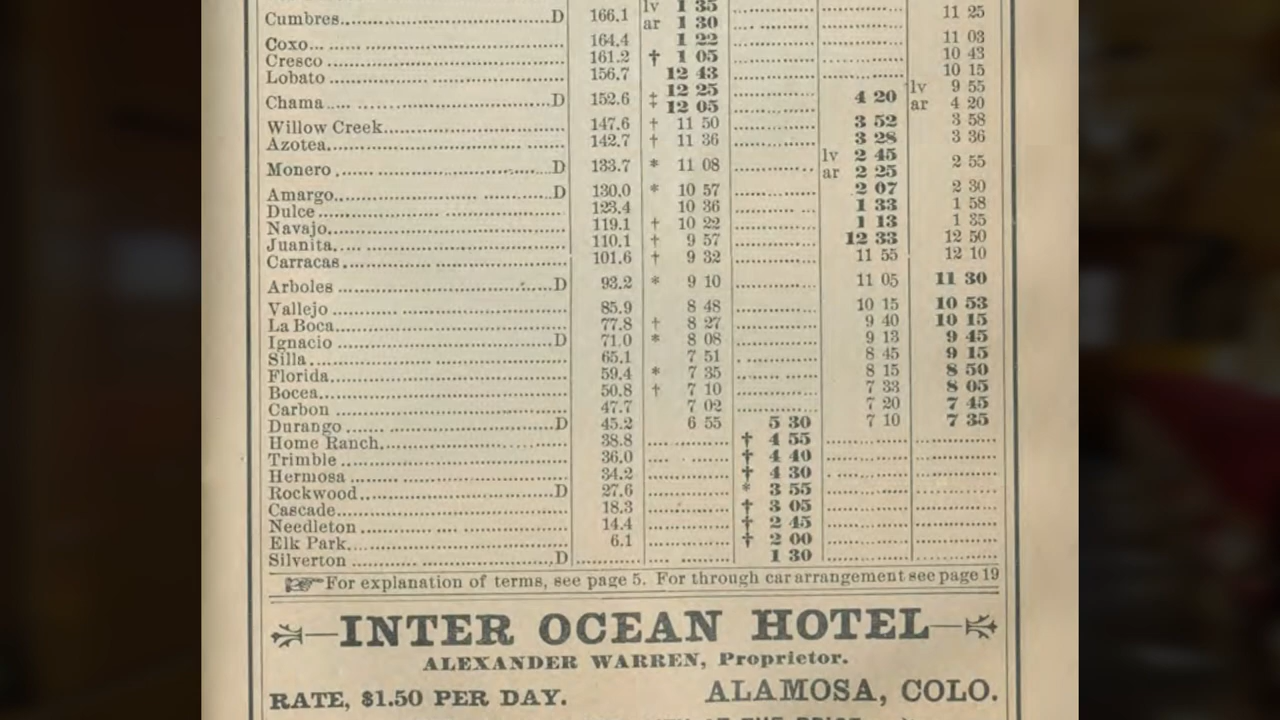 lv 1 35
Cumbres D 166.1 ar 1 30 11 25
Coxo 164.4 1 22 11 03
Cresco 161.2 † 1 05 10 43
Lobato 156.7 12 43 10 15
Chama D 152.6 ‡ 12 25 12 05 4 20 lv 9 55 ar 4 20
Willow Creek 147.6 † 11 50 3 52 3 58
Azotea 142.7 † 11 36 3 28 3 36
Monero D 133.7 * 11 08 lv 2 45 ar 2 25 2 55
Amargo D 130.0 * 10 57 2 07 2 30
Dulce 123.4 10 36 1 33 1 58
Navajo 119.1 † 10 22 1 13 1 35
Juanita 110.1 † 9 57 12 33 12 50
Carracas 101.6 † 9 32 11 55 12 10
Arboles D 93.2 * 9 10 11 05 11 30
Vallejo 85.9 8 48 10 15 10 53
La Boca 77.8 † 8 27 9 40 10 15
Ignacio D 71.0 * 8 08 9 13 9 45
Silla 65.1 7 51 8 45 9 15
Florida 59.4 * 7 35 8 15 8 50
Bocea 50.8 † 7 10 7 33 8 05
Carbon 47.7 7 02 7 20 7 45
Durango D 45.2 6 55 5 30 7 10 7 35
Home Ranch 38.8 † 4 55
Trimble 36.0 † 4 40
Hermosa 34.2 † 4 30
Rockwood D 27.6 * 3 55
Cascade 18.3 † 3 05
Needleton 14.4 † 2 45
Elk Park 6.1 † 2 00
Silverton D 1 30
☞For explanation of terms, see page 5. For through car arrangement see page 19
INTER OCEAN HOTEL
ALEXANDER WARREN, Proprietor.
RATE, $1.50 PER DAY. ALAMOSA, COLO.